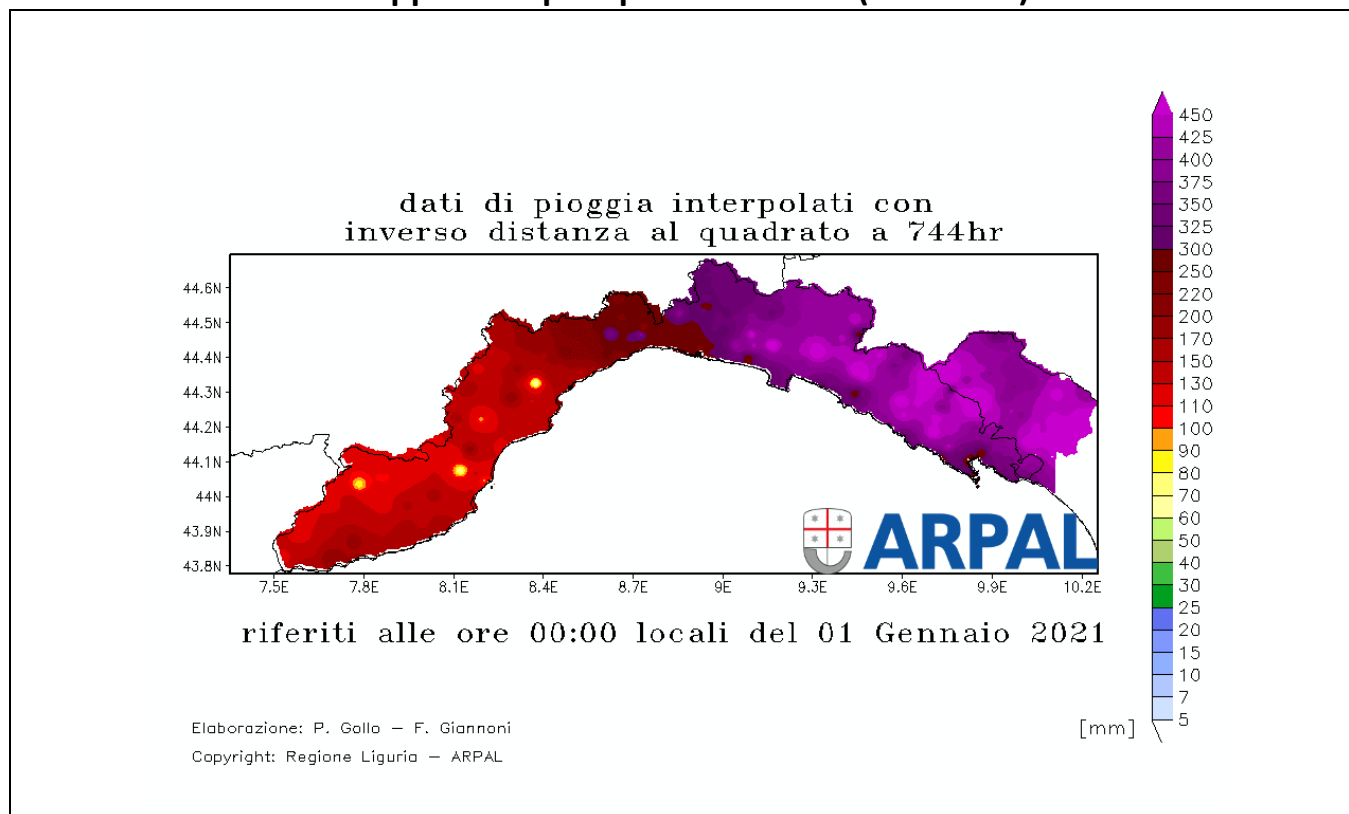 dati di pioggia interpolati con
inverso distanza al quadrato a 744hr
44.6N
44.5N
44.4N
44.3N
44.2N
44.1N
44N
43.9N
43.8N
7.5E 7.8E 8.1E 8.4E 8.7E 9E 9.3E 9.6E 9.9E 10.2E
ARPAL
riferiti alle ore 00:00 locali del 01 Gennaio 2021
450
425
400
375
350
325
300
250
220
200
170
150
130
110
100
90
80
70
60
50
40
30
25
20
15
10
7
5
[mm]
Elaborazione: P. Gollo – F. Giannoni
Copyright: Regione Liguria – ARPAL